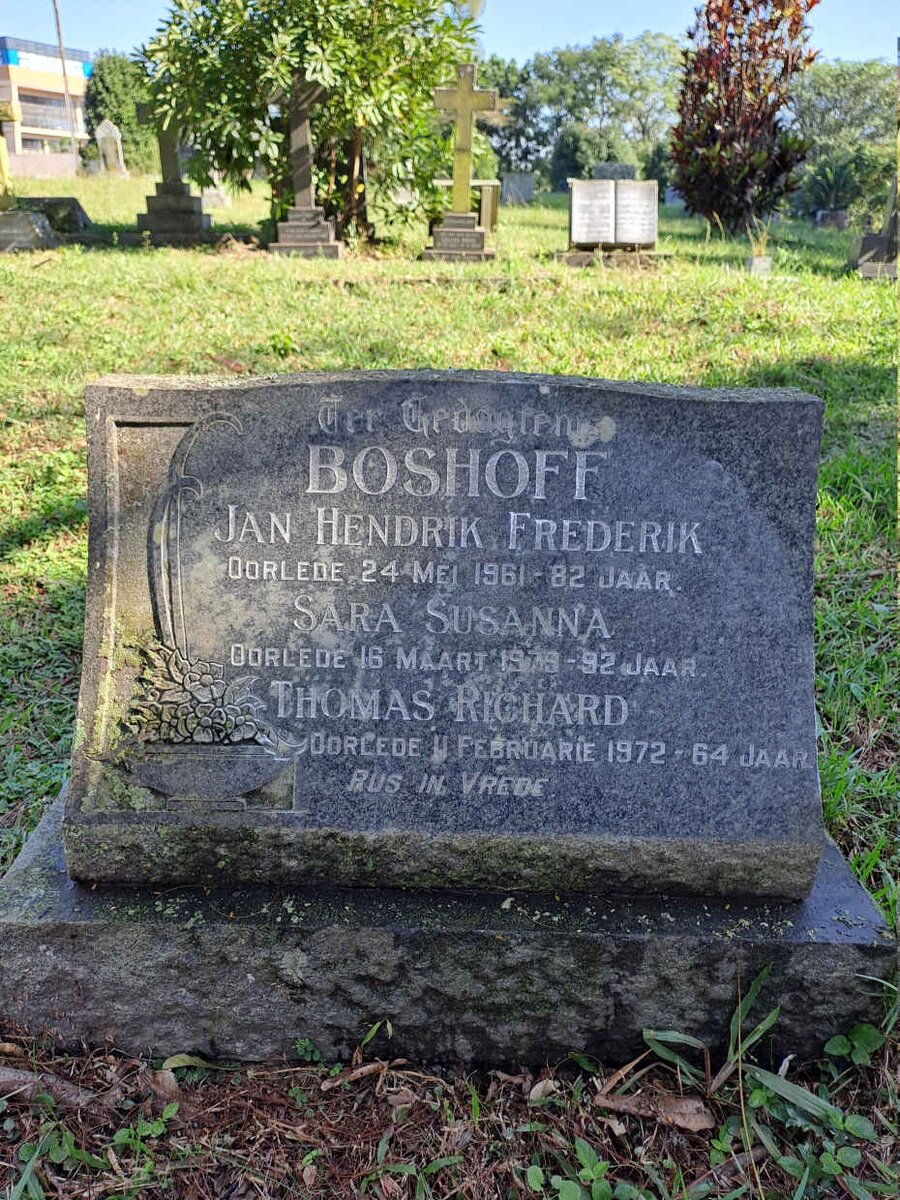 Ter Gedagtenis
BOSHOFF
JAN HENDRIK FREDERIK
OORLEDE 24 MEI 1961 - 82 JAAR.
SARA SUSANNA
OORLEDE 16 MAART - 92 JAAR.
THOMAS RICHARD
OORLEDE 11 FEBRUARIE 1972 - 64 JAAR
RUS IN VREDE